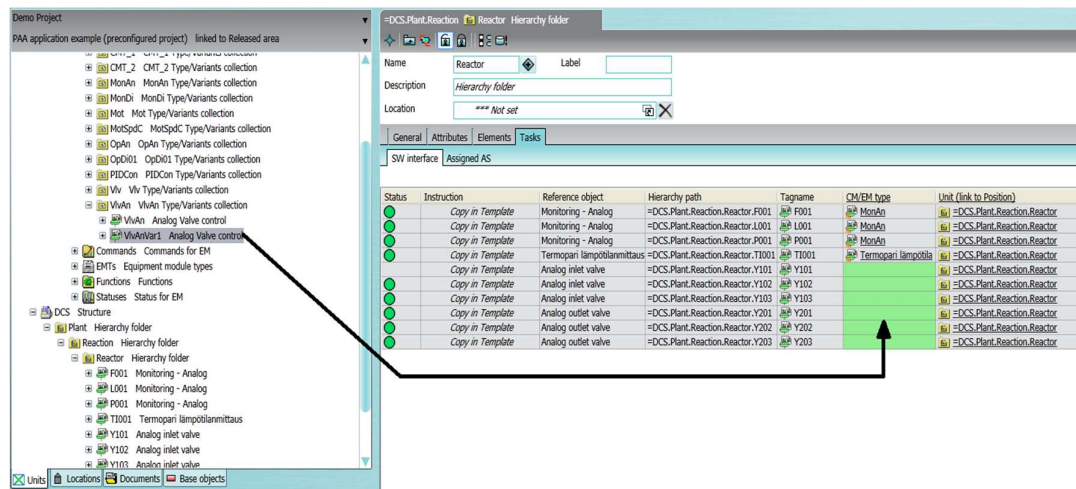 Demo Project
PAA application example (preconfigured project) linked to Released area
CMT_1 CMT_1 Type/Variants collection
CMT_2 CMT_2 Type/Variants collection
MonAn MonAn Type/Variants collection
MonDi MonDi Type/Variants collection
Mot Mot Type/Variants collection
MotSpdC MotSpdC Type/Variants collection
OpAn OpAn Type/Variants collection
OpDi01 OpDi01 Type/Variants collection
PIDCon PIDCon Type/Variants collection
Vlv Vlv Type/Variants collection
VlvAn VlvAn Type/Variants collection
VlvAn Analog Valve control
VlvAnVar1 Analog Valve control
Commands Commands for EM
EMTs Equipment module types
Functions Functions
Statuses Status for EM
DCS Structure
Plant Hierarchy folder
Reaction Hierarchy folder
Reactor Hierarchy folder
F001 Monitoring - Analog
L001 Monitoring - Analog
P001 Monitoring - Analog
TI001 Termopari lämpötilanmittaus
Y101 Analog inlet valve
Y102 Analog inlet valve
Y103 Analog inlet valve
Units Locations Documents Base objects
=DCS.Plant.Reaction Reactor Hierarchy folder
Name Reactor Label
Description Hierarchy folder
Location *** Not set
General Attributes Elements Tasks
SW interface Assigned AS
Status Instruction Reference object Hierarchy path Tagname CM/EM type Unit (link to Position)
Copy in Template Monitoring - Analog =DCS.Plant.Reaction.Reactor.F001 F001 MonAn =DCS.Plant.Reaction.Reactor
Copy in Template Monitoring - Analog =DCS.Plant.Reaction.Reactor.L001 L001 MonAn =DCS.Plant.Reaction.Reactor
Copy in Template Monitoring - Analog =DCS.Plant.Reaction.Reactor.P001 P001 MonAn =DCS.Plant.Reaction.Reactor
Copy in Template Termopari lämpötilanmittaus =DCS.Plant.Reaction.Reactor.TI001 TI001 Termopari lämpötila =DCS.Plant.Reaction.Reactor
Copy in Template Analog inlet valve =DCS.Plant.Reaction.Reactor.Y101 Y101 =DCS.Plant.Reaction.Reactor
Copy in Template Analog inlet valve =DCS.Plant.Reaction.Reactor.Y102 Y102 =DCS.Plant.Reaction.Reactor
Copy in Template Analog inlet valve =DCS.Plant.Reaction.Reactor.Y103 Y103 =DCS.Plant.Reaction.Reactor
Copy in Template Analog outlet valve =DCS.Plant.Reaction.Reactor.Y201 Y201 =DCS.Plant.Reaction.Reactor
Copy in Template Analog outlet valve =DCS.Plant.Reaction.Reactor.Y202 Y202 =DCS.Plant.Reaction.Reactor
Copy in Template Analog outlet valve =DCS.Plant.Reaction.Reactor.Y203 Y203 =DCS.Plant.Reaction.Reactor